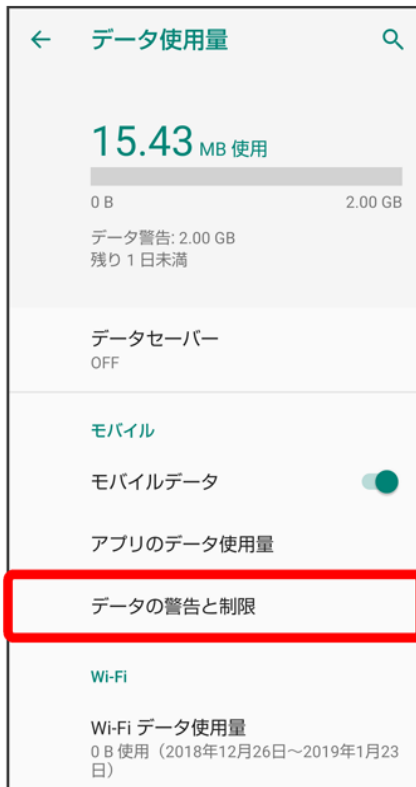 データ使用量
15.43 MB 使用
0 B 2.00 GB
データ警告: 2.00 GB
残り 1 日未満
データセーバー
OFF
モバイル
モバイルデータ
アプリのデータ使用量
データの警告と制限
Wi-Fi
Wi-Fi データ使用量
0 B 使用（2018年12月26日～2019年1月23
日）